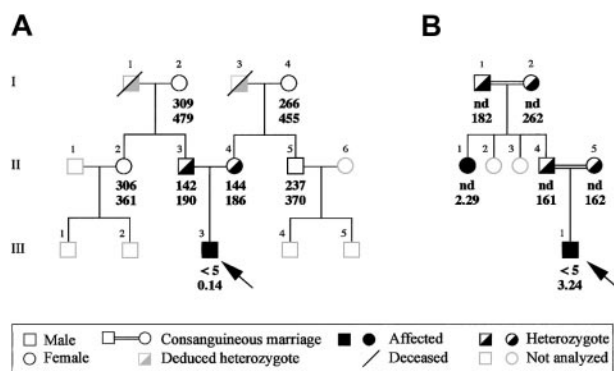 A
B
1 2 3 4
1 2
I
309 266
479 455
nd nd
182 262
1 2 3 4 5 6
1 2 3 4 5
II
306 142 144 237
361 190 186 370
nd nd nd
2.29 161 162
1 2 3 4 5
1
III
< 5
0.14
< 5
3.24
Male Consanguineous marriage Affected Heterozygote
Female Deduced heterozygote Deceased Not analyzed